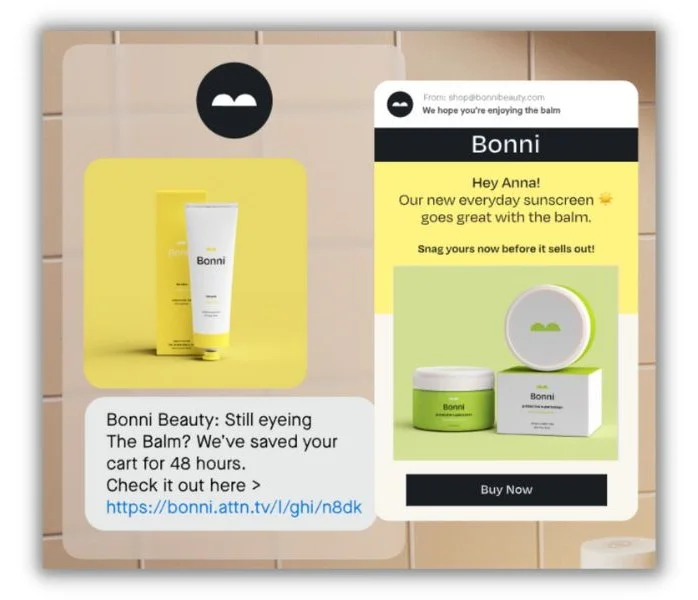 Bonni
Bonni Beauty: Still eyeing
The Balm? We've saved your
cart for 48 hours.
Check it out here >
https://bonni.attn.tv/l/ghi/n8dk
From: shop@bonnibeauty.com
We hope you're enjoying the balm
Bonni
Hey Anna!
Our new everyday sunscreen ☀️
goes great with the balm.
Snag yours now before it sells out!
Bonni
Bonni
Buy Now